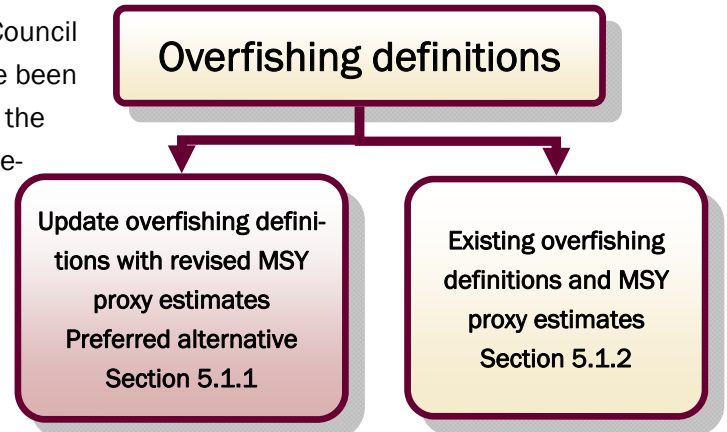 Council
been
the
e-
Overfishing definitions
Update overfishing defini-
tions with revised MSY
proxy estimates
Preferred alternative
Section 5.1.1
Existing overfishing
definitions and MSY
proxy estimates
Section 5.1.2